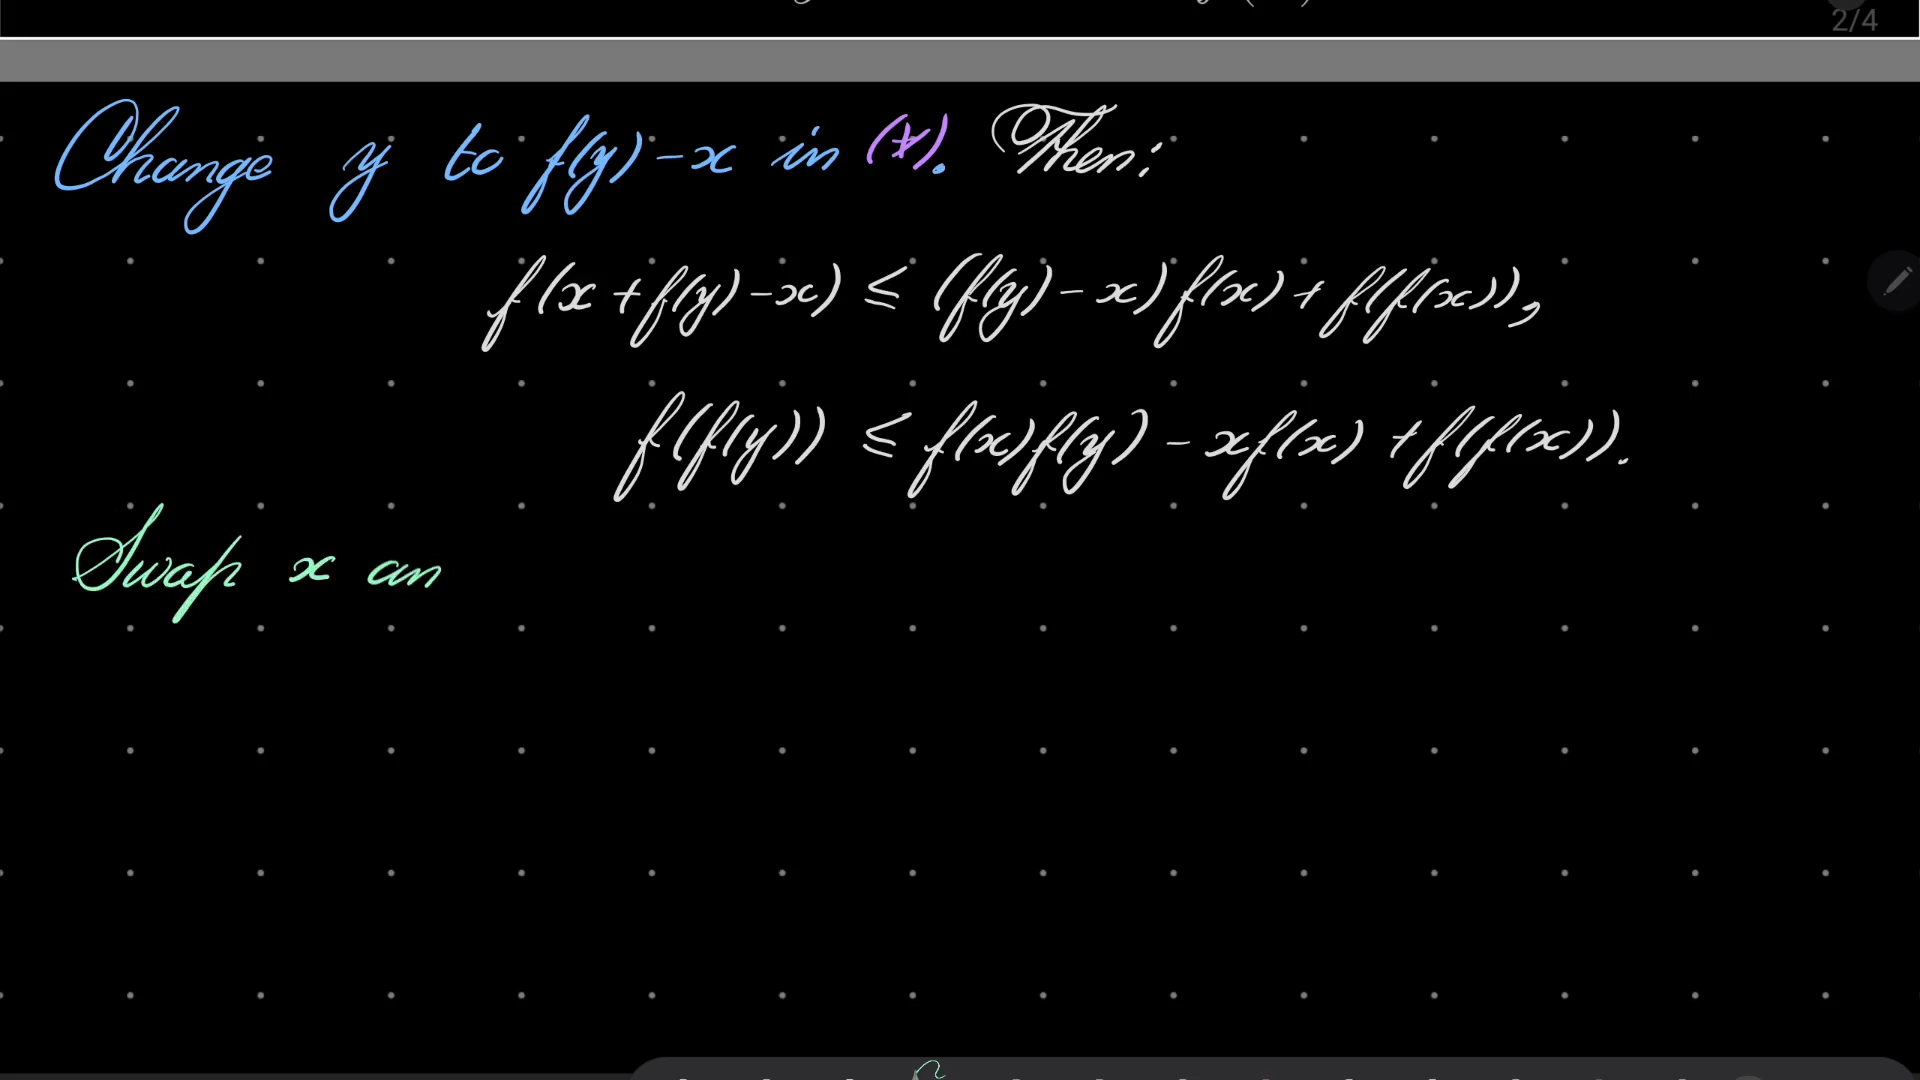 2/4
Change y to f(y)-x in (*). Then:
f(x+f(y)-x) ≤ (f(y)-x)f(x)+f(f(x)),
f(f(y)) ≤ f(x)f(y)-xf(x)+f(f(x)).
Swap x an